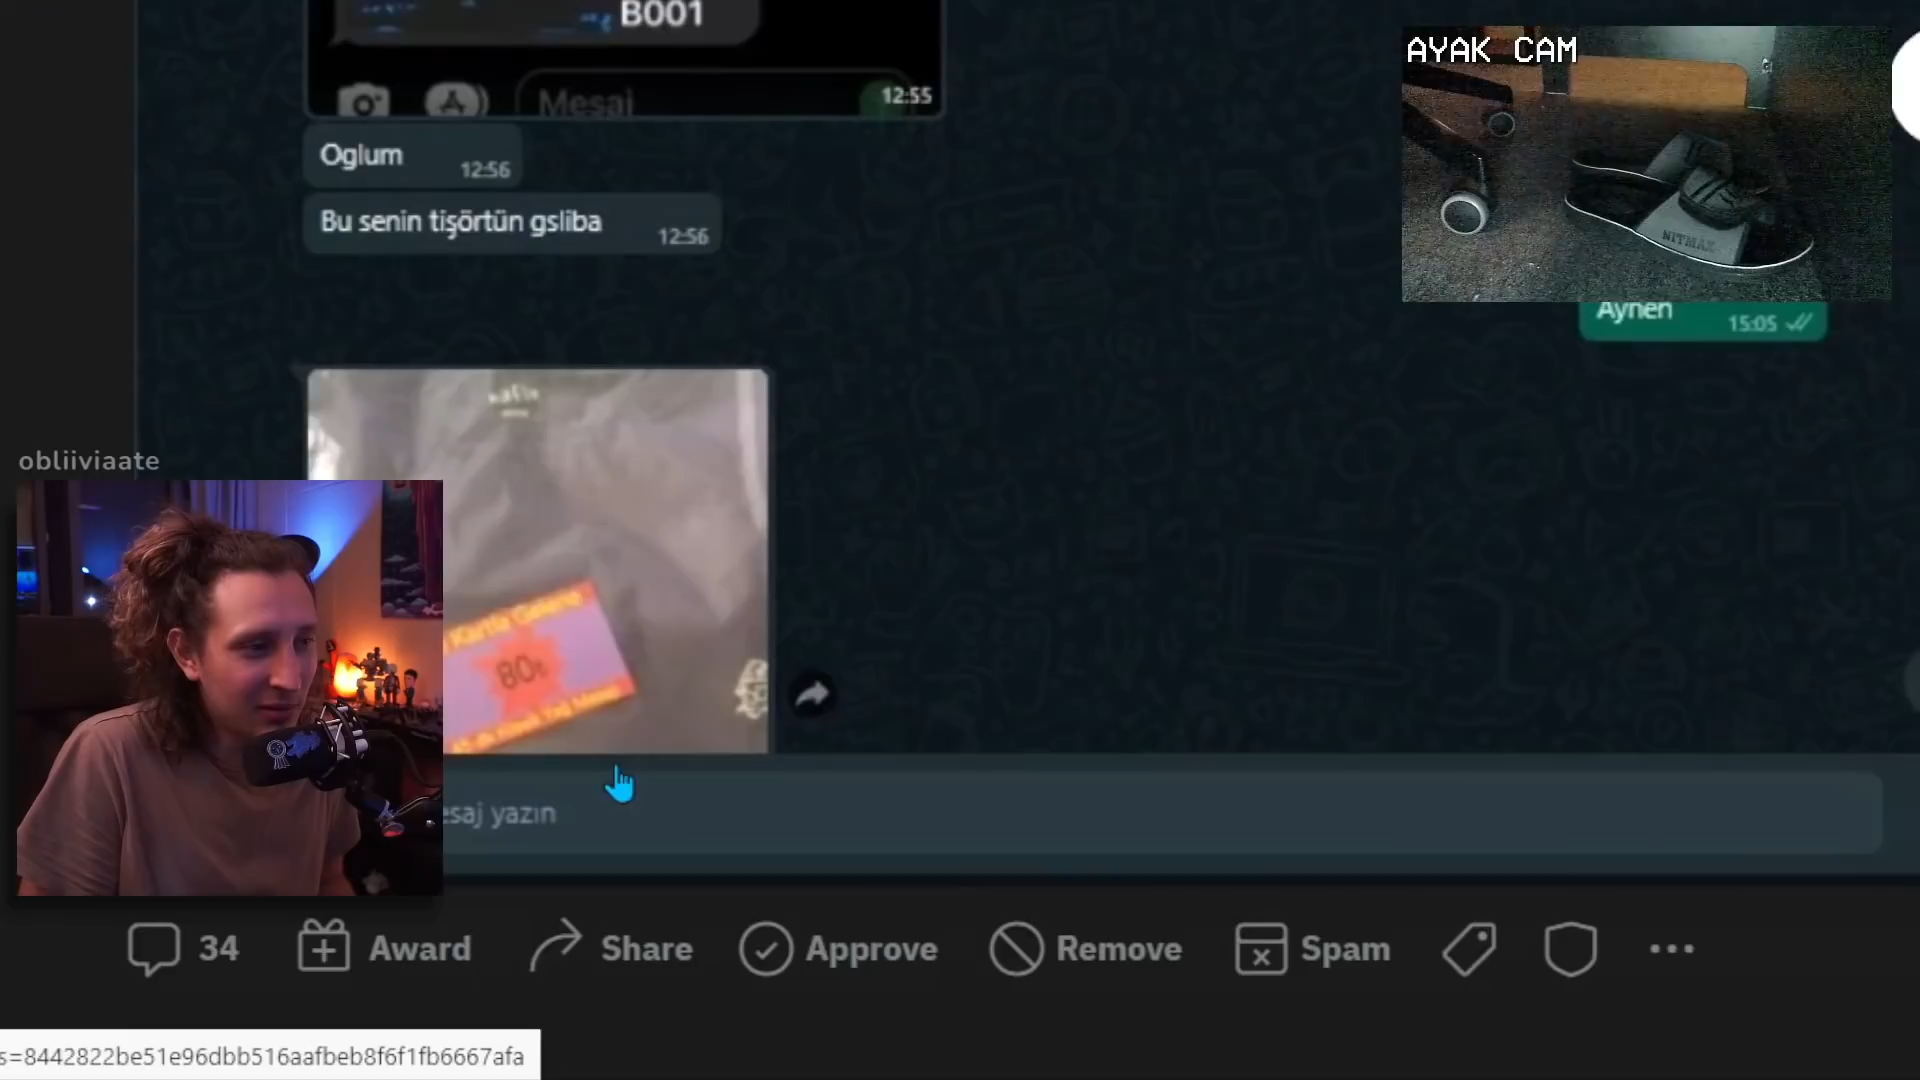 B001
AYAK CAM
Mesaj
12:55
Oglum
12:56
Bu senin tişörtün gsliba
12:56
NITMAX
Aynen
15:05
obliiviaate
80₺
esaj yazın
34
Award
Share
Approve
Remove
Spam
s=8442822be51e96dbb516aafbeb8f6f1fb6667afa